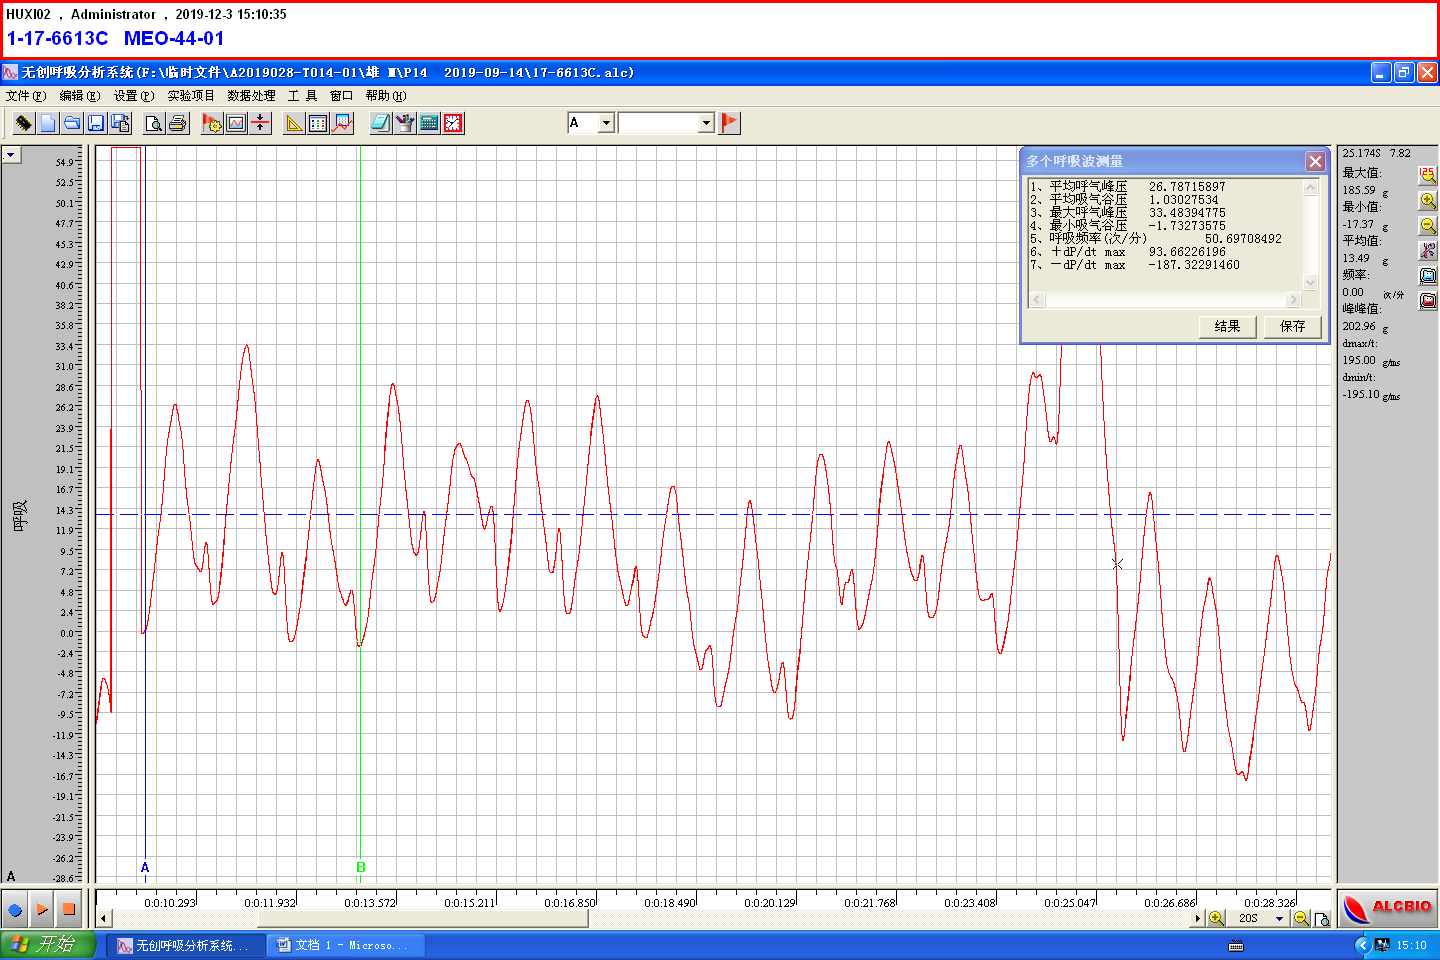 HUXI02 , Administrator , 2019-12-3 15:10:35
1-17-6613C MEO-44-01
无创呼吸分析系统(F:\临时文件\A2019028-T014-01\雄 M\P14 2019-09-14\17-6613C.alc)
文件(F) 编辑(E) 设置(P) 实验项目 数据处理 工 具 窗口 帮助(H)
A
多个呼吸波测量
1、平均呼气峰压 26.78715897
2、平均吸气谷压 1.03027534
3、最大呼气峰压 33.48394775
4、最小吸气谷压 -1.73273575
5、呼吸频率(次/分) 50.69708492
6、＋dP/dt max 93.66226196
7、－dP/dt max -187.32291460
结果 保存
25.174S 7.82
最大值:
185.59 g
最小值:
-17.37 g
平均值:
13.49 g
频率:
0.00 次/分
峰峰值:
202.96 g
dmax/t:
195.00 g/ms
dmin/t:
-195.10 g/ms
125
54.9
52.5
50.1
47.7
45.3
42.9
40.6
38.2
35.8
33.4
31.0
28.6
26.2
23.9
21.5
19.1
16.7
14.3
11.9
9.5
7.2
4.8
2.4
0.0
-2.4
-4.8
-7.2
-9.5
-11.9
-14.3
-16.7
-19.1
-21.5
-23.9
-26.2
-28.6
呼吸
A
A B
0:0:10.293 0:0:11.932 0:0:13.572 0:0:15.211 0:0:16.850 0:0:18.490 0:0:20.129 0:0:21.768 0:0:23.408 0:0:25.047 0:0:26.686 0:0:28.326
20S
ALCBIO
开始 无创呼吸分析系统... 文档 1 - Microso... 15:10